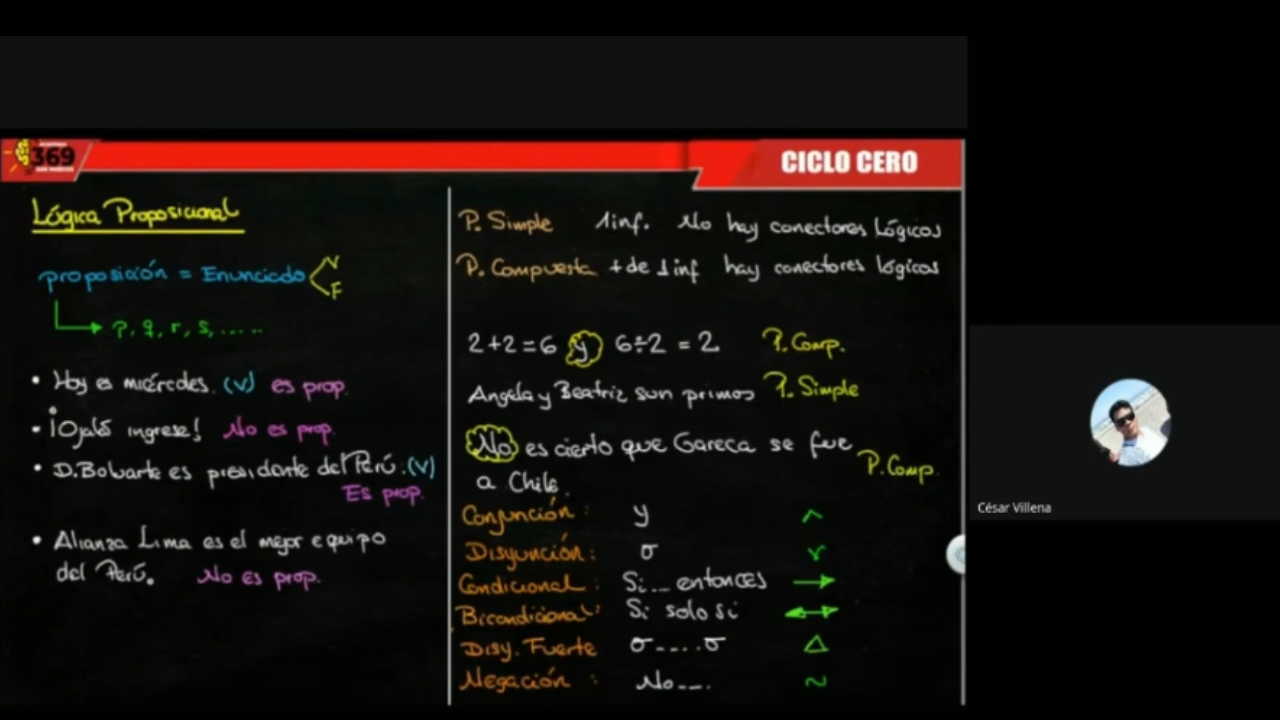 369
CICLO CERO
Lógica Proposicional
proposición = Enunciado V
F
p, q, r, s, .....
• Hoy es miércoles. (V) es prop.
• ¡Ojalá ingrese! No es prop.
• D. Boluarte es presidente del Perú. (V)
Es prop.
• Alianza Lima es el mejor equipo
del Perú. No es prop.
P. Simple 1inf. No hay conectores Lógicos
P. Compuesta + de 1inf hay conectores lógicos
2+2=6 y 6÷2 = 2 P. Comp.
Angela y Beatriz son primos P. Simple
No es cierto que Gareca se fue
a Chile. P. Comp.
Conjunción: y ∧
Disyunción: o ∨
Condicional: Si... entonces →
Bicondicional: Si solo si ↔
Disy. Fuerte o....o △
Negación: No.... ~
César Villena